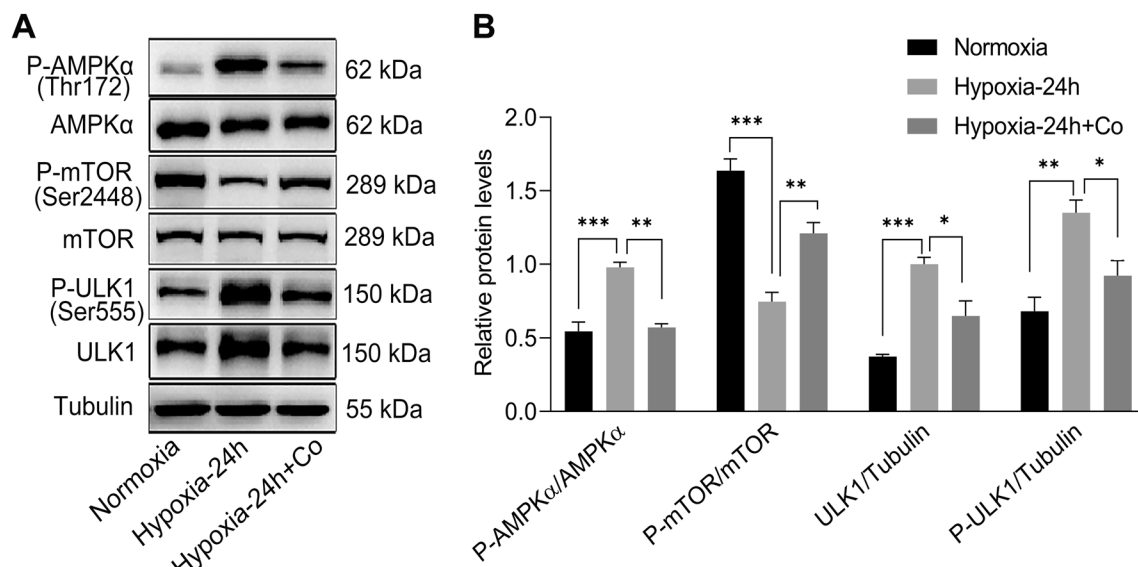 A
P-AMPKα
(Thr172)
62 kDa
AMPKα
62 kDa
P-mTOR
(Ser2448)
289 kDa
mTOR
289 kDa
P-ULK1
(Ser555)
150 kDa
ULK1
150 kDa
Tubulin
55 kDa
Normoxia
Hypoxia-24h
Hypoxia-24h+Co
B
Normoxia
Hypoxia-24h
Hypoxia-24h+Co
Relative protein levels
2.0
1.5
1.0
0.5
0.0
*** **
*** **
*** *
** *
P-AMPKα/AMPKα
P-mTOR/mTOR
ULK1/Tubulin
P-ULK1/Tubulin